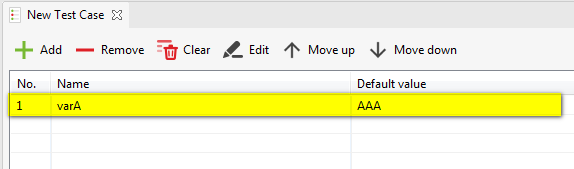 New Test Case
Add Remove Clear Edit Move up Move down
No. Name Default value
1 varA AAA